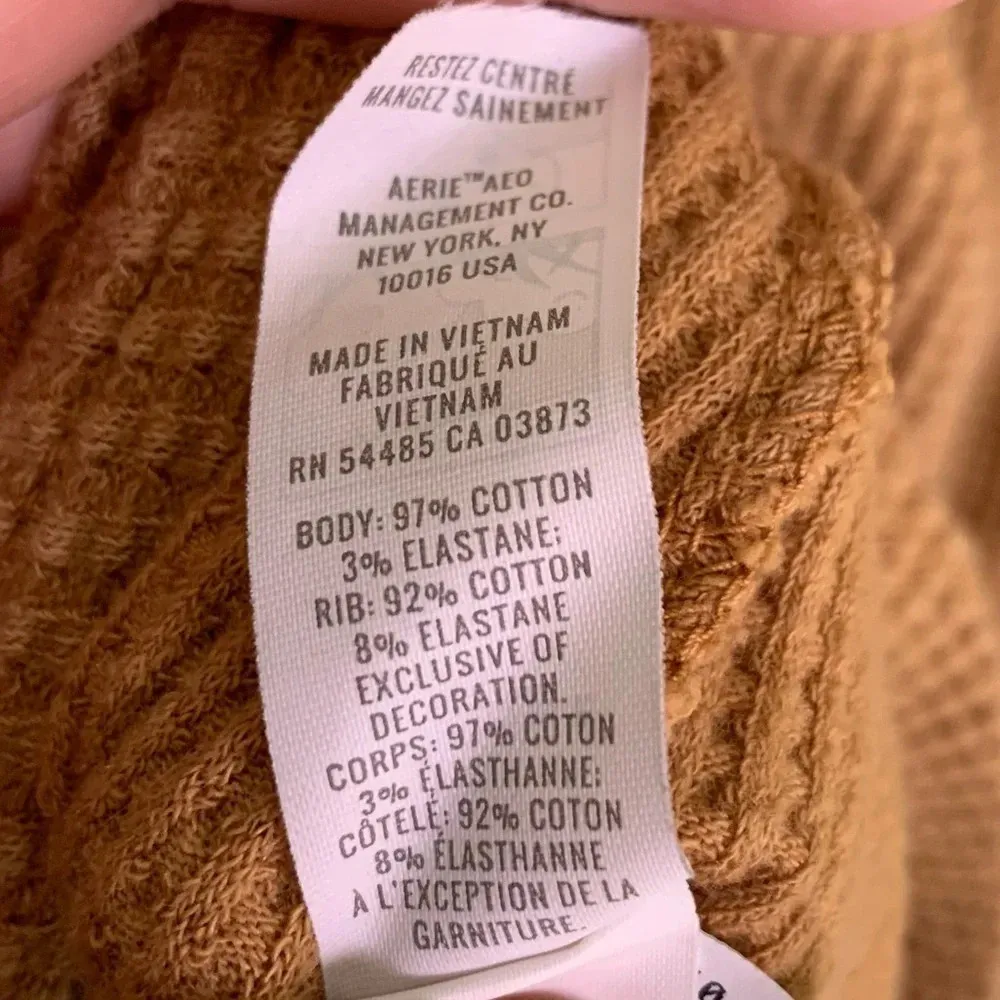 RESTEZ CENTRÉ
MANGEZ SAINEMENT
AERIE™AEO
MANAGEMENT CO.
NEW YORK, NY
10016 USA
MADE IN VIETNAM
FABRIQUÉ AU
VIETNAM
RN 54485 CA 03873
BODY: 97% COTTON
3% ELASTANE;
RIB: 92% COTTON
8% ELASTANE
EXCLUSIVE OF
DECORATION.
CORPS: 97% COTON
3% ÉLASTHANNE;
CÔTELÉ: 92% COTON
8% ÉLASTHANNE
À L'EXCEPTION DE LA
GARNITURE.